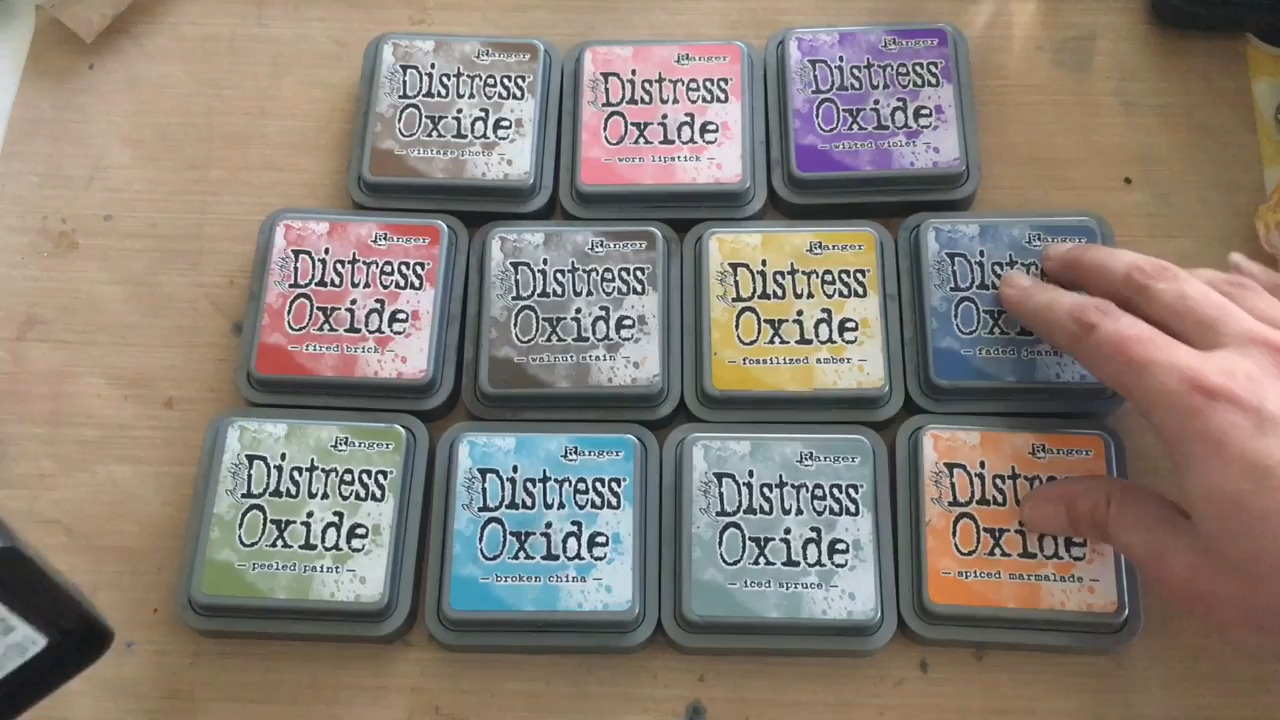 Ranger
Distress
Oxide
— vintage photo —
Ranger
Distress
Oxide
— worn lipstick —
Ranger
Distress
Oxide
— wilted violet —
Ranger
Distress
Oxide
— fired brick —
Ranger
Distress
Oxide
— walnut stain —
Ranger
Distress
Oxide
— fossilized amber —
Ranger
— faded jeans
Ranger
Distress
Oxide
— peeled paint —
Ranger
Distress
Oxide
— broken china —
Ranger
Distress
Oxide
— iced spruce —
Ranger
Oxide
— spiced marmalade —